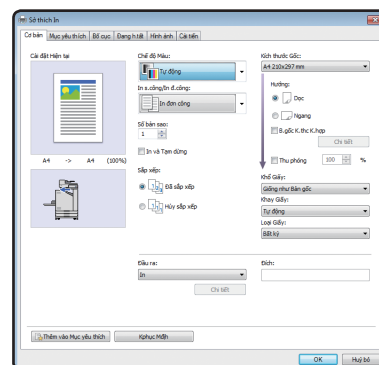 Sở thích In
Cơ bản
Mục yêu thích
Bố cục
Đang h.tất
Hình ảnh
Cải tiến
Cài đặt Hiện tại
A4 -> A4 (100%)
Chế độ Màu:
Tự động
In s.công/In đ.công:
In đơn công
Số bản sao:
1
In và Tạm dừng
Sắp xếp:
Đã sắp xếp
Hủy sắp xếp
Kích thước Gốc:
A4 210x297 mm
Hướng:
Dọc
Ngang
B.gốc K.thc K.hợp
Chi tiết
Thu phóng 100 %
Khổ Giấy:
Giống như Bản gốc
Khay Giấy:
Tự động
Loại Giấy:
Bất kỳ
Đầu ra:
In
Chi tiết
Đích:
Thêm vào Mục yêu thích
Kphục Mđh
OK
Huỷ bỏ